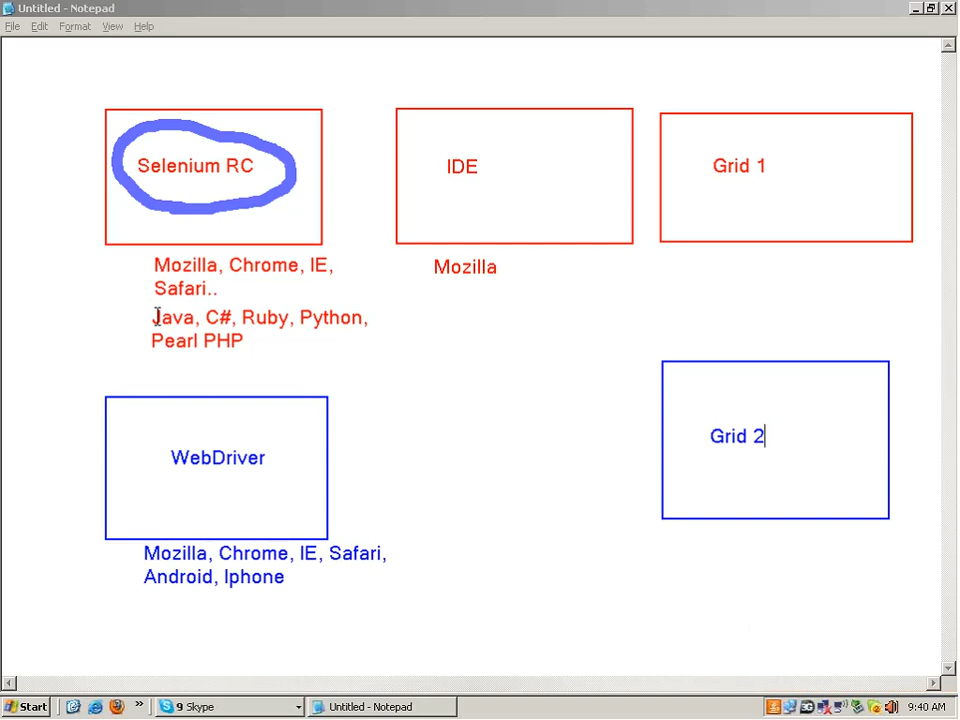 Untitled - Notepad
File Edit Format View Help
Selenium RC
IDE
Grid 1
Mozilla, Chrome, IE,
Safari..
Mozilla
Java, C#, Ruby, Python,
Pearl PHP
Grid 2
WebDriver
Mozilla, Chrome, IE, Safari,
Android, Iphone
Start 9 Skype Untitled - Notepad 3G 9:40 AM